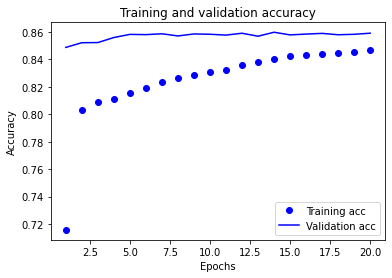 Training and validation accuracy
0.86
0.84
0.82
0.80
0.78
0.76
0.74
0.72
Accuracy
2.5 5.0 7.5 10.0 12.5 15.0 17.5 20.0
Epochs
Training acc
Validation acc